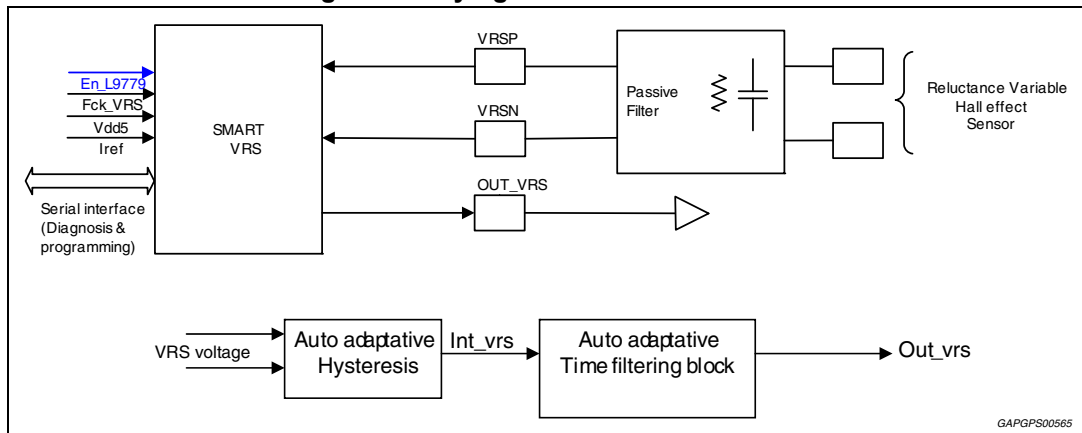 VRSP
En_L9779
Fck_VRS
Vdd5
Iref
SMART
VRS
VRSN
Passive
Filter
Reluctance Variable
Hall effect
Sensor
OUT_VRS
Serial interface
(Diagnosis &
programming)
VRS voltage
Auto adaptative
Hysteresis
Int_vrs
Auto adaptative
Time filtering block
Out_vrs
GAPGPS00565